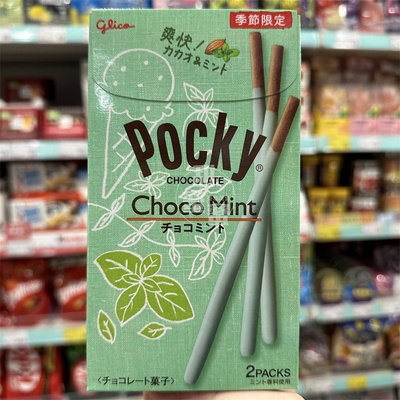 glico
季節限定
爽快!
カカオ&ミント
POCKY®
CHOCOLATE
Choco Mint
チョコミント
2PACKS
ミント香料使用
〈チョコレート菓子〉